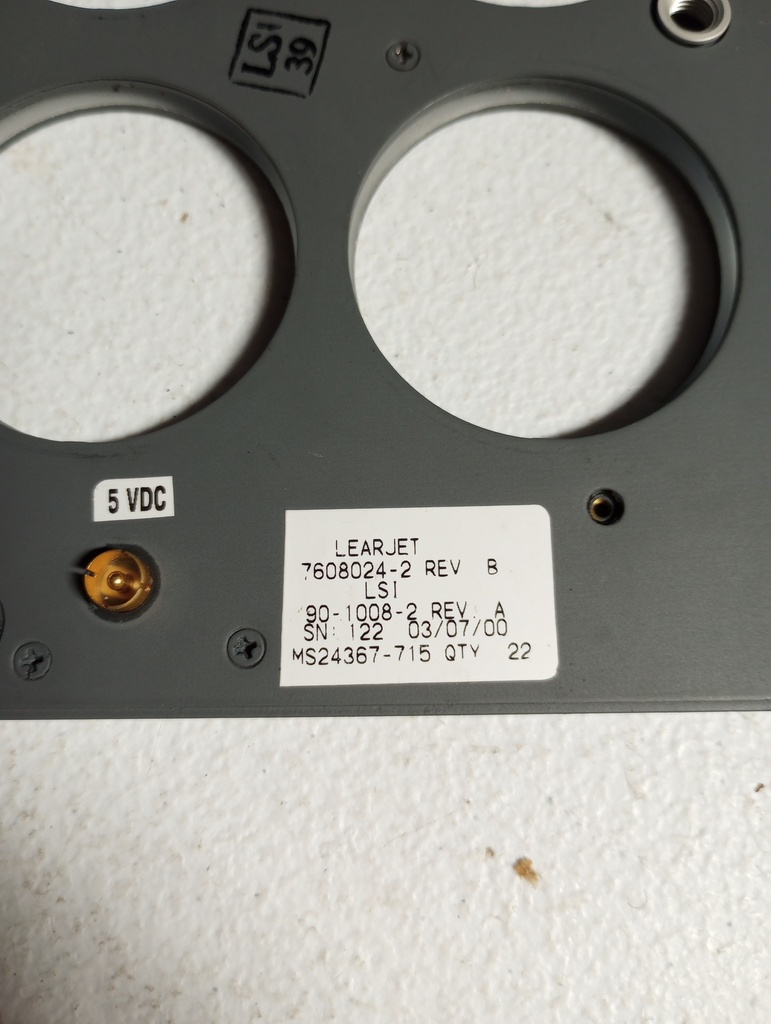 LSI
39
5 VDC
LEARJET
7608024-2 REV B
LSI
90-1008-2 REV. A
SN: 122 03/07/00
MS24367-715 QTY 22